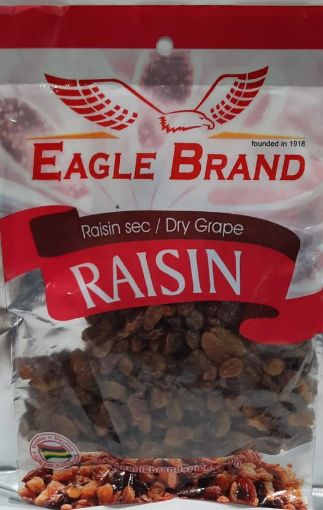 founded in 1918
EAGLE BRAND
Raisin sec / Dry Grape
RAISIN